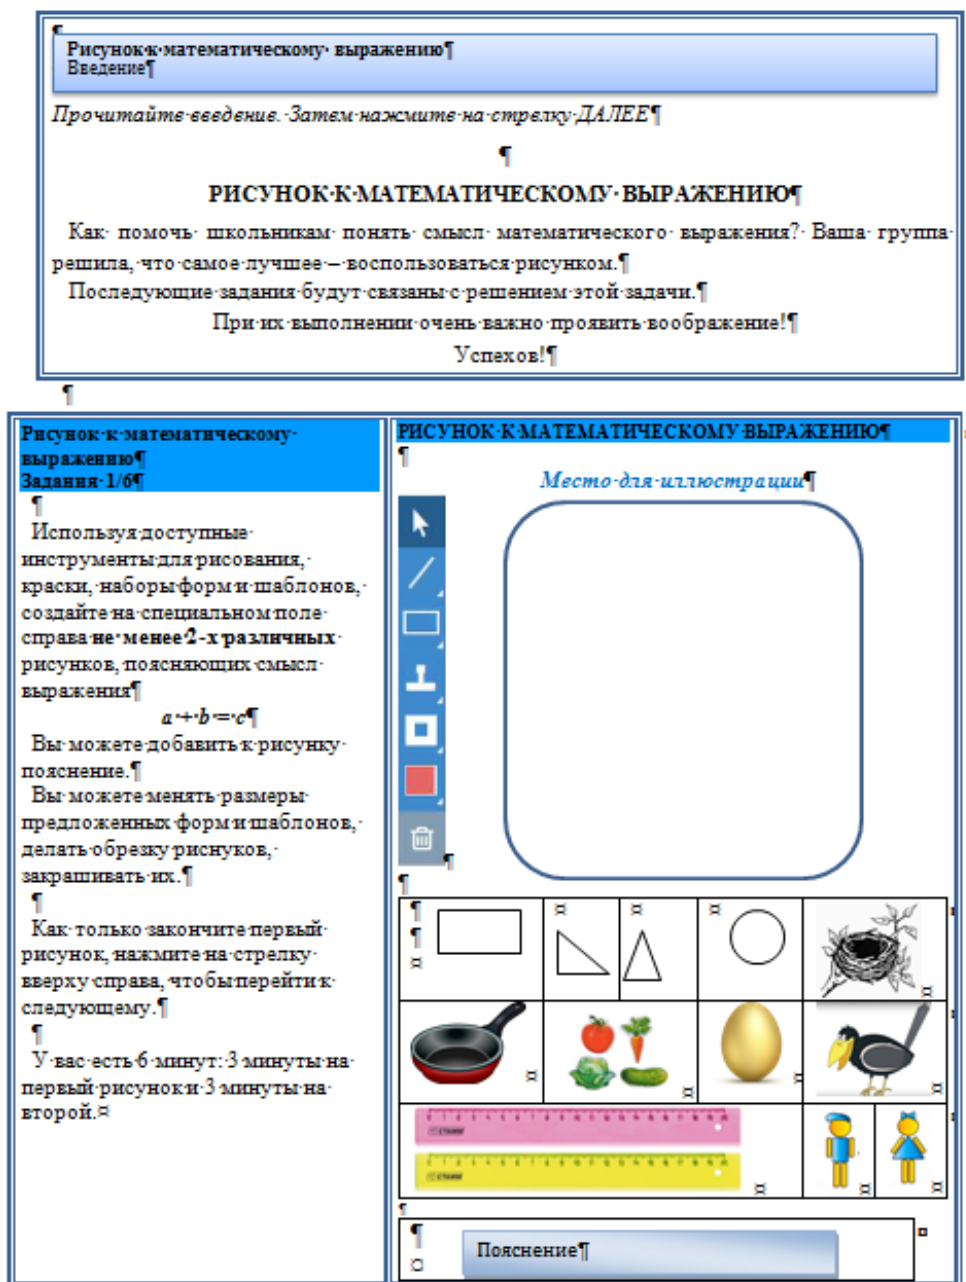 Рисунок к математическому выражению¶
Введение¶
Прочитайте введение. Затем нажмите на стрелку ДАЛЕЕ¶
РИСУНОК К МАТЕМАТИЧЕСКОМУ ВЫРАЖЕНИЮ¶
Как помочь школьникам понять смысл математического выражения? Ваша группа
решила, что самое лучшее – воспользоваться рисунком.¶
Последующие задания будут связаны с решением этой задачи.¶
При их выполнении очень важно проявить воображение!¶
Успехов!¶
Рисунок к математическому
выражению¶
Задания 1/6¶
Используя доступные
инструменты для рисования,
краски, наборы форм и шаблонов,
создайте на специальном поле
справа не менее 2-х различных
рисунков, поясняющих смысл
выражения¶
a + b = c¶
Вы можете добавить к рисунку
пояснение.¶
Вы можете менять размеры
предложенных форм и шаблонов,
делать обрезку риснуков,
закрашивать их.¶
Как только закончите первый
рисунок, нажмите на стрелку
вверху справа, чтобы перейти к
следующему.¶
У вас есть 6 минут: 3 минуты на
первый рисунок и 3 минуты на
второй.¤
РИСУНОК К МАТЕМАТИЧЕСКОМУ ВЫРАЖЕНИЮ¶
Место для иллюстрации¶
Пояснение¶